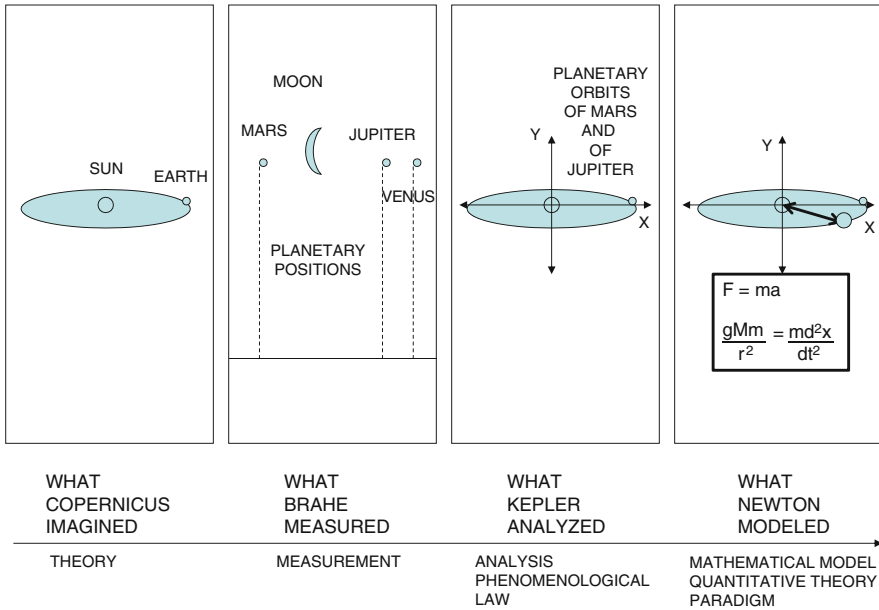 SUN
EARTH
MOON
MARS
JUPITER
VENUS
PLANETARY
POSITIONS
PLANETARY
ORBITS
OF MARS
AND
OF
JUPITER
Y
X
Y
X
F = ma
gMm = md²x
r² dt²
WHAT
COPERNICUS
IMAGINED
WHAT
BRAHE
MEASURED
WHAT
KEPLER
ANALYZED
WHAT
NEWTON
MODELED
THEORY
MEASUREMENT
ANALYSIS
PHENOMENOLOGICAL
LAW
MATHEMATICAL MODEL
QUANTITATIVE THEORY
PARADIGM